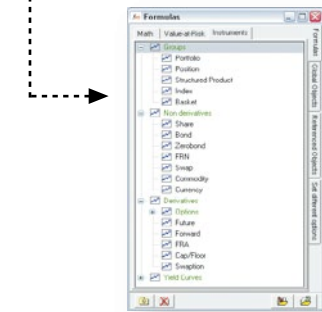 Formulas
Math Value-at-Risk Instruments
Groups
Portfolio
Position
Structured Product
Index
Basket
Non-derivatives
Share
Bond
Zerobond
FRN
Swap
Commodity
Currency
Derivatives
Options
Future
Forward
FRA
Cap/Floor
Swaption
Yield Curves
Formulas
Global Objects
Referenced Objects
Set different options